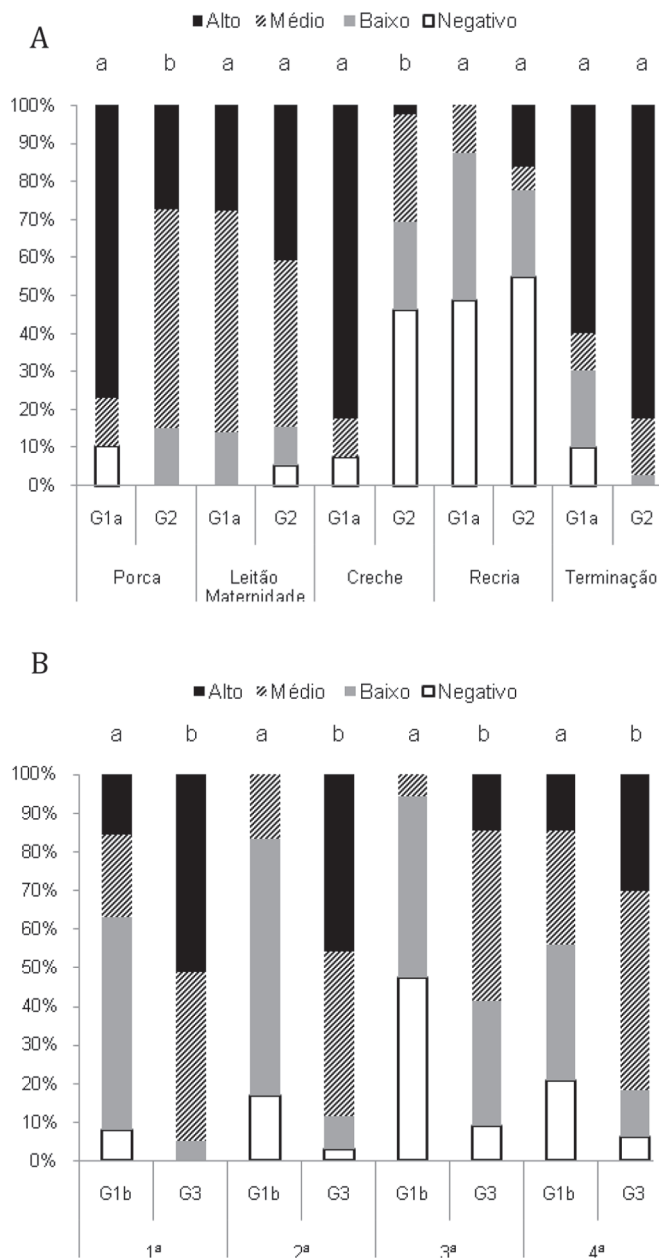 A
Alto Médio Baixo Negativo
a b a a a b a a a a
100%
90%
80%
70%
60%
50%
40%
30%
20%
10%
0%
G1a G2 G1a G2 G1a G2 G1a G2 G1a G2
Porca Leitão Maternidade Creche Recria Terminação
B
Alto Médio Baixo Negativo
a b a b a b a b
100%
90%
80%
70%
60%
50%
40%
30%
20%
10%
0%
G1b G3 G1b G3 G1b G3 G1b G3
1ª 2ª 3ª 4ª